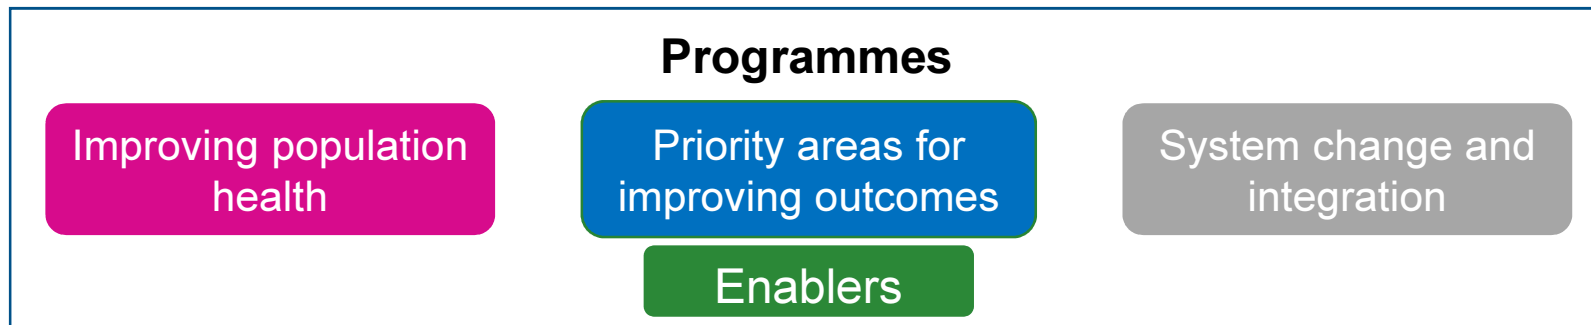 Programmes
Improving population
health
Priority areas for
improving outcomes
System change and
integration
Enablers